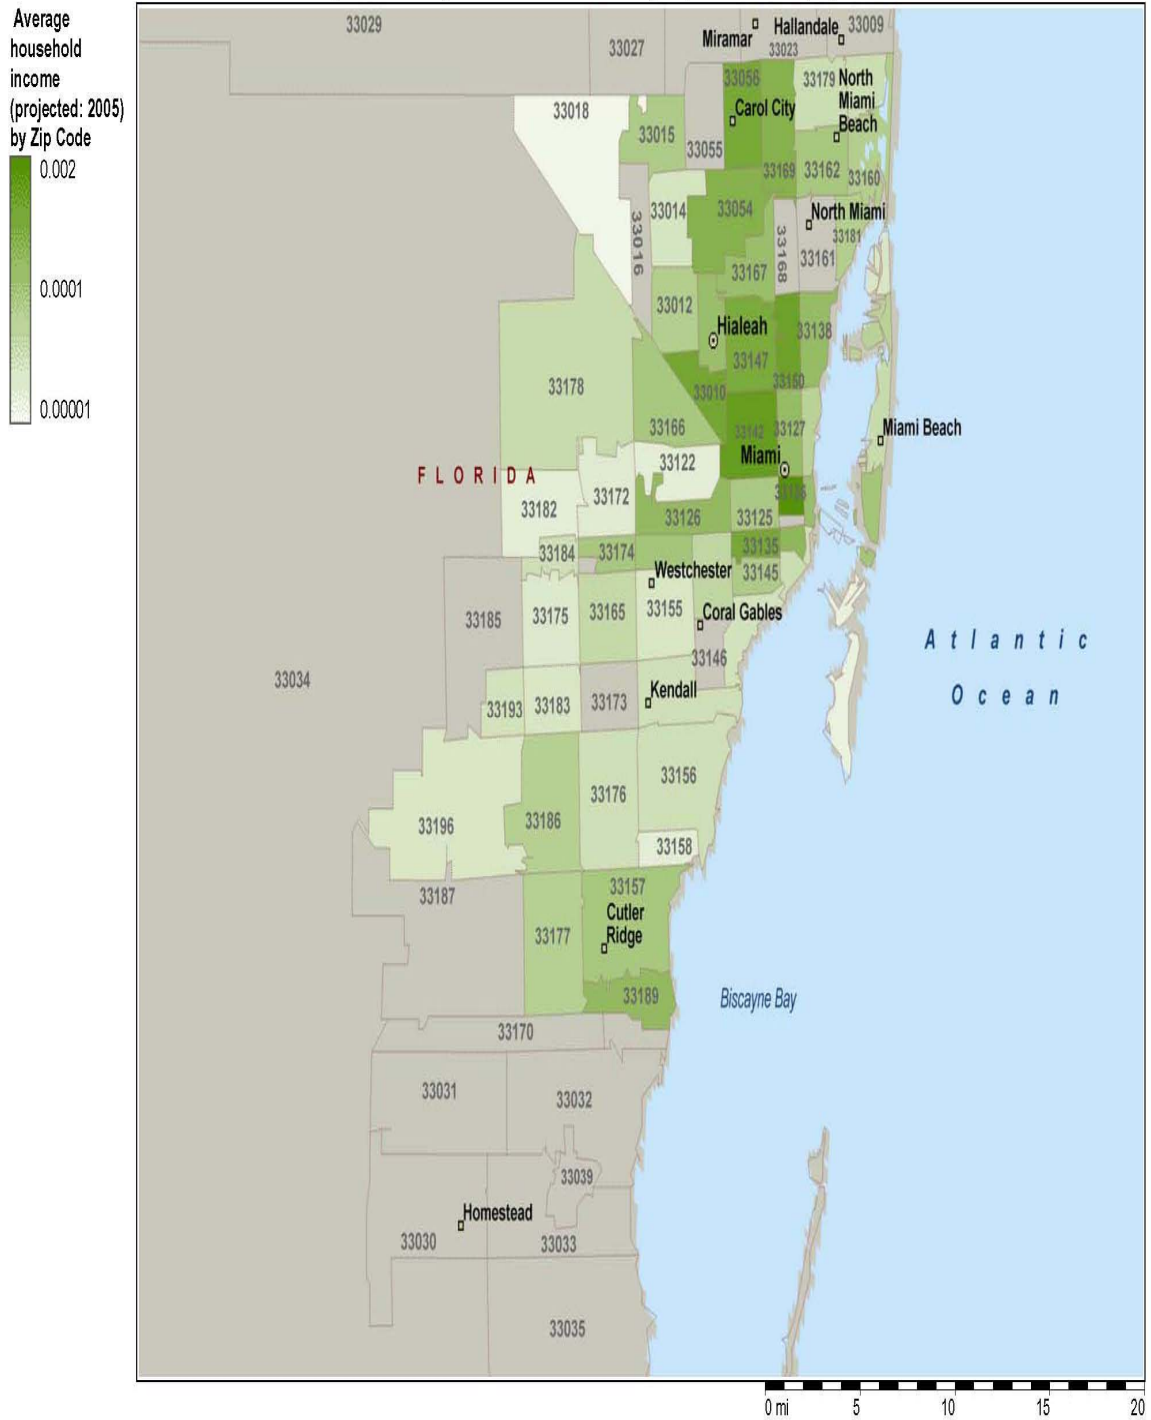 Average
household
income
(projected: 2005)
by Zip Code
0.002
0.0001
0.00001
33029
33027
Miramar
Hallandale
33009
33023
33056
33179
North
Miami
Beach
33018
33015
Carol City
33055
33169
33162
33160
33014
33054
North Miami
33016
33168
33161
33181
33167
33012
Hialeah
33138
33147
33178
33010
33150
33166
33142
33127
Miami Beach
Miami
33122
FLORIDA
33172
33182
33126
33125
33136
33184
33174
33135
Westchester
33145
33185
33175
33165
33155
Coral Gables
Atlantic
Ocean
33034
33146
33193
33183
33173
Kendall
33156
33176
33196
33186
33158
33187
33157
Cutler
Ridge
33177
33189
Biscayne Bay
33170
33031
33032
33039
Homestead
33030
33033
33035
0 mi 5 10 15 20